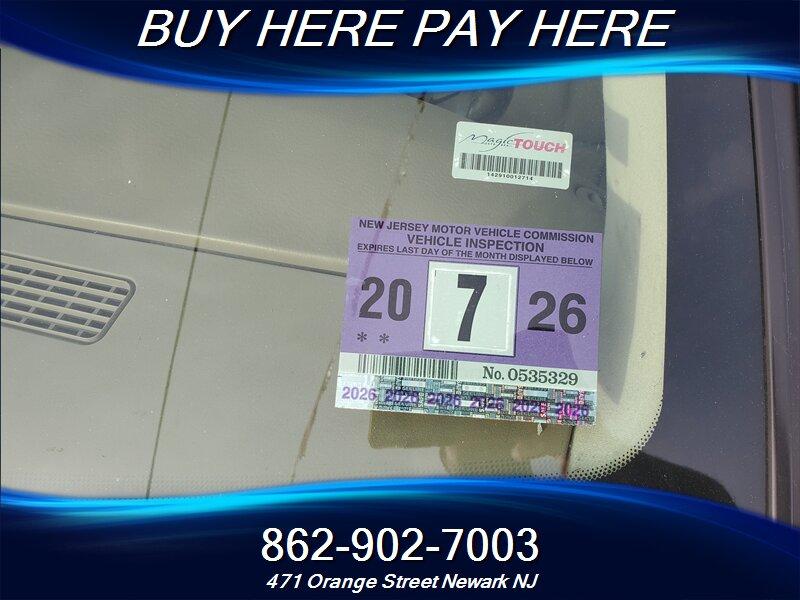 BUY HERE PAY HERE
Magic TOUCH
142910012714
NEW JERSEY MOTOR VEHICLE COMMISSION
VEHICLE INSPECTION
EXPIRES LAST DAY OF THE MONTH DISPLAYED BELOW
20 7 26
* *
No. 0535329
2026 2026 2026 2026 2026 2026
862-902-7003
471 Orange Street Newark NJ